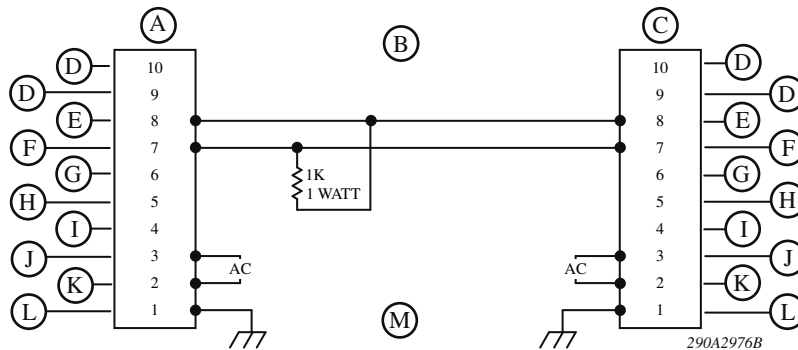 A B C
D 10 10 D
D 9 9 D
E 8 8 E
F 7 7 F
G 6 1K 6 G
H 5 1 WATT 5 H
I 4 4 I
J 3 3 J
AC AC
K 2 2 K
L 1 M 1 L
290A2976B